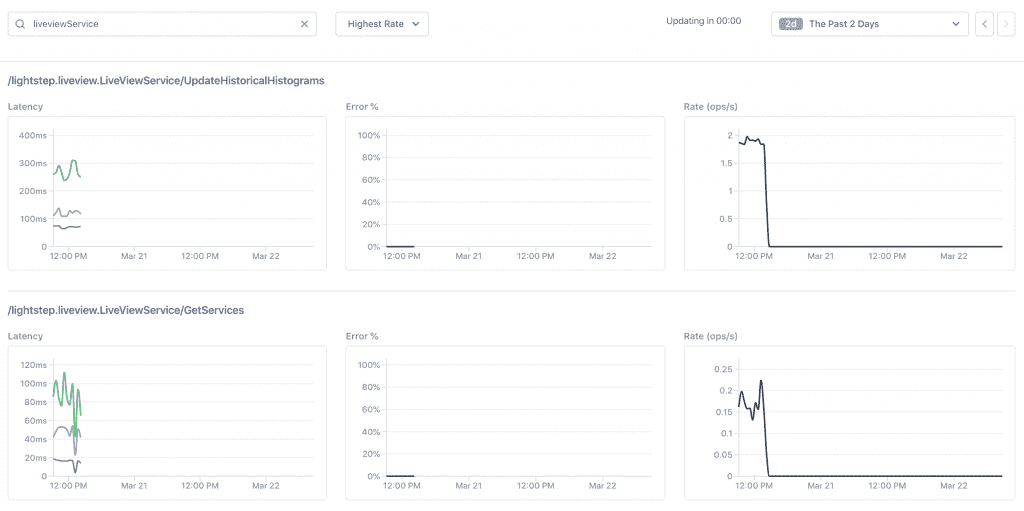 liveviewService
Highest Rate
Updating in 00:00
2d The Past 2 Days
/lightstep.liveview.LiveViewService/UpdateHistoricalHistograms
Latency
400ms
300ms
200ms
100ms
0
12:00 PM Mar 21 12:00 PM Mar 22
Error %
100%
80%
60%
40%
20%
0%
12:00 PM Mar 21 12:00 PM Mar 22
Rate (ops/s)
2
1.5
1
0.5
0
12:00 PM Mar 21 12:00 PM Mar 22
/lightstep.liveview.LiveViewService/GetServices
Latency
120ms
100ms
80ms
60ms
40ms
20ms
0
12:00 PM Mar 21 12:00 PM Mar 22
Error %
100%
80%
60%
40%
20%
0%
12:00 PM Mar 21 12:00 PM Mar 22
Rate (ops/s)
0.25
0.2
0.15
0.1
0.05
0
12:00 PM Mar 21 12:00 PM Mar 22